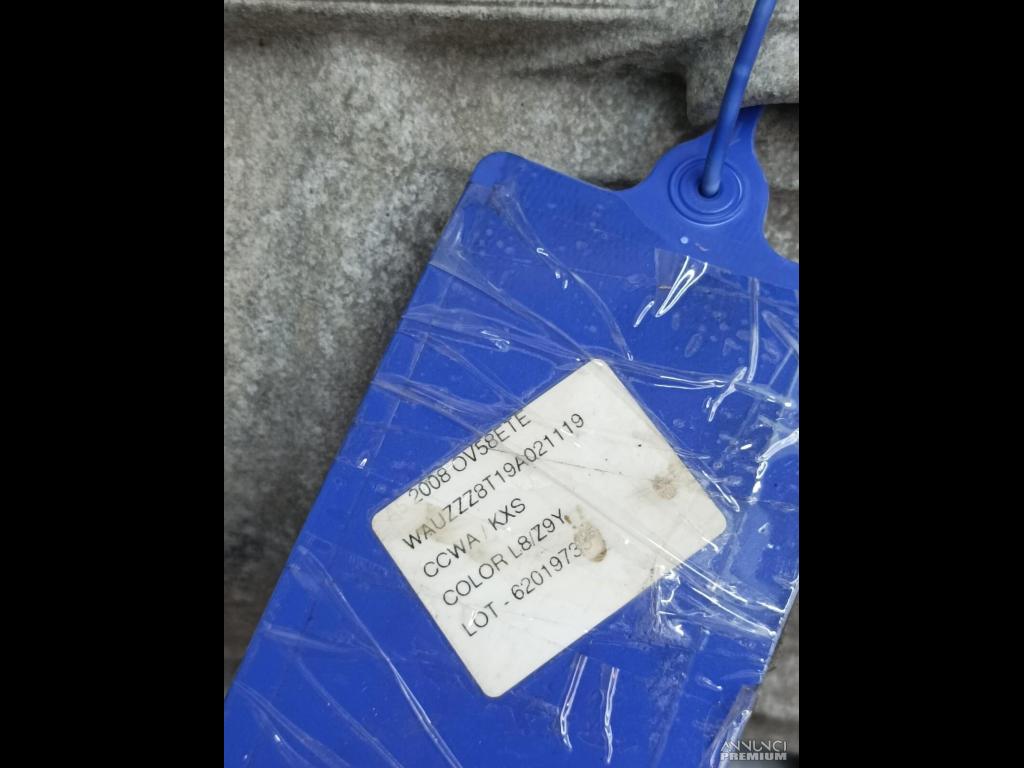 2008 OV58ETE
WAUZZZ8T19A021119
CCWA / KXS
COLOR L8/Z9Y
LOT - 6201973
ANNUNCI
PREMIUM